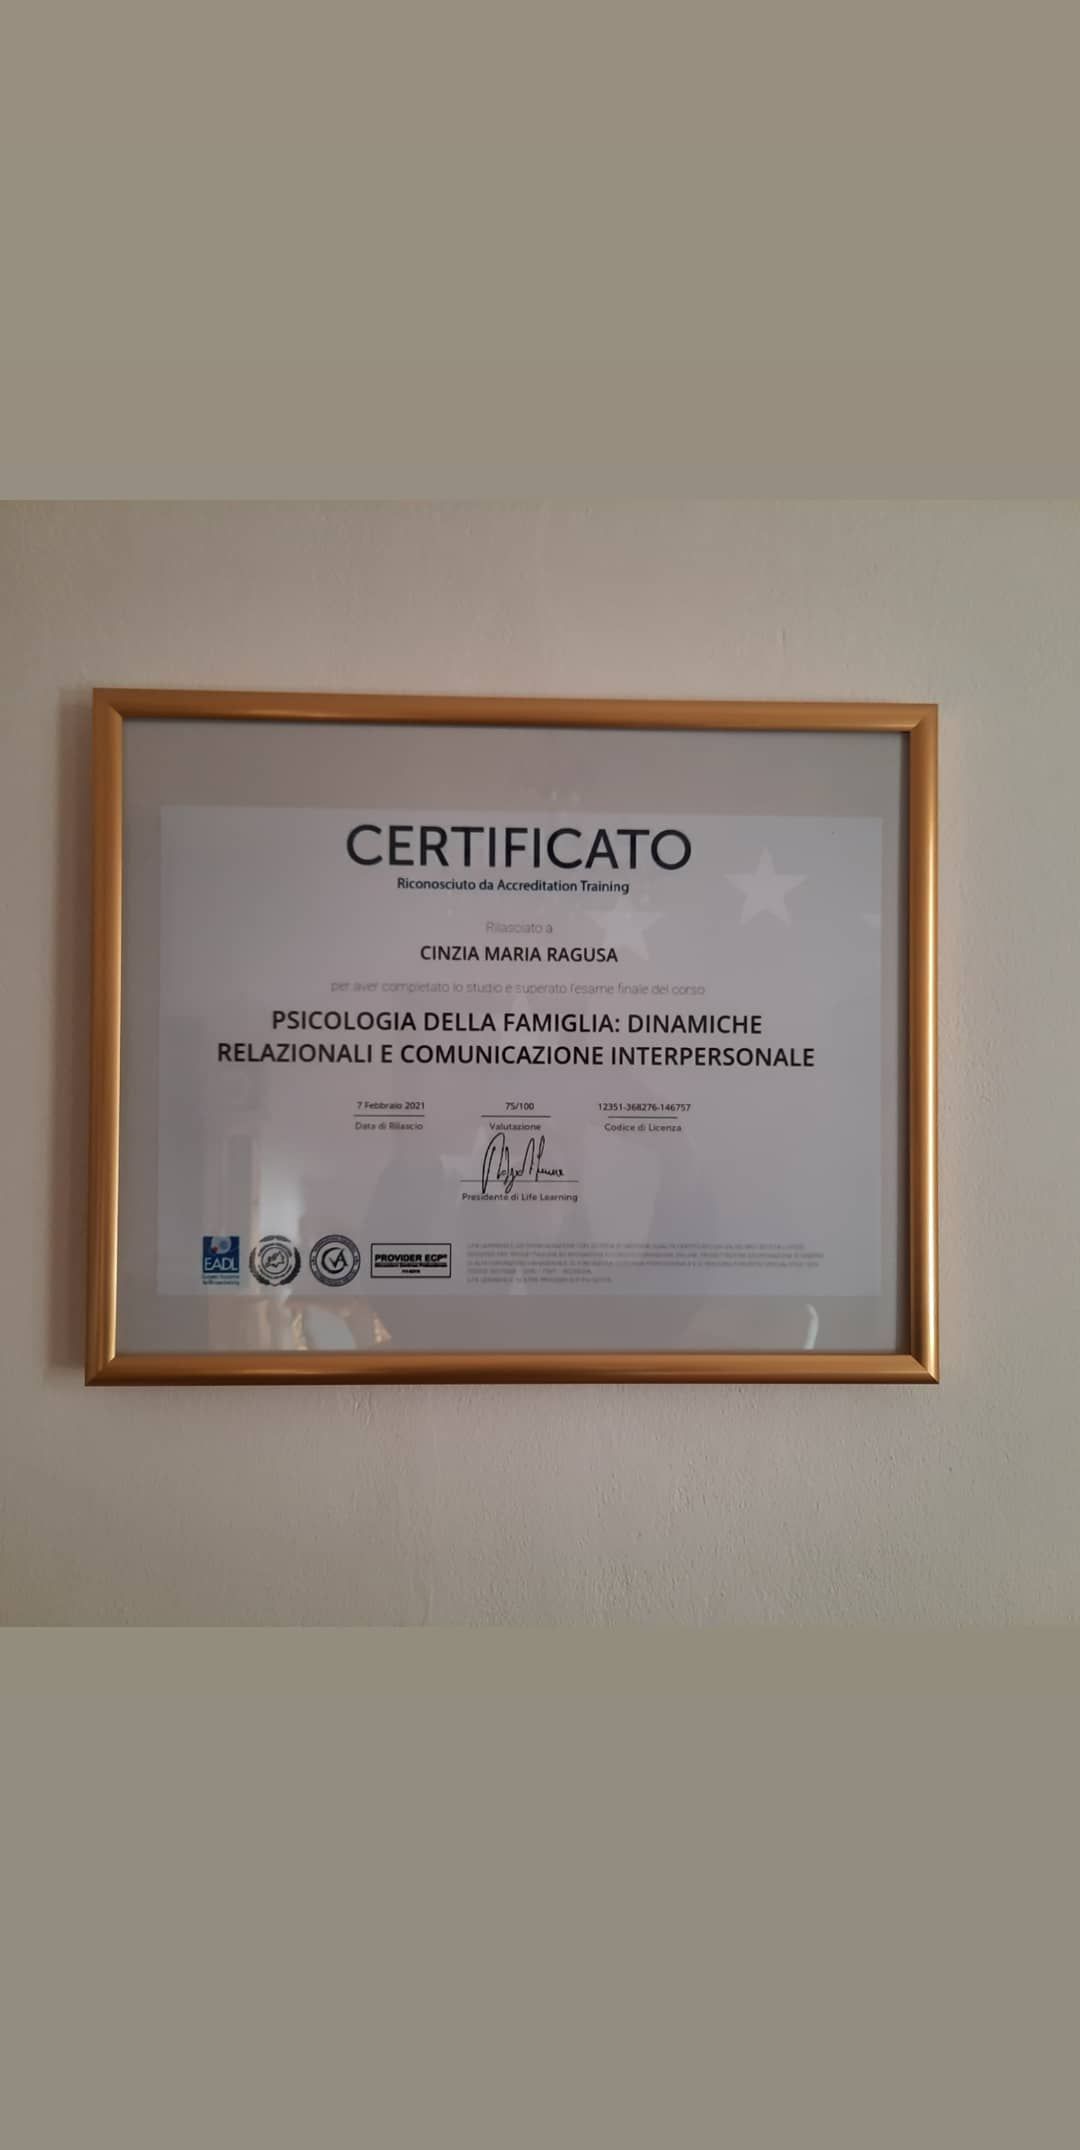 CERTIFICATO
Riconosciuto da Accreditation Training
Rilasciato a
CINZIA MARIA RAGUSA
per aver completato lo studio e superato l'esame finale del corso
PSICOLOGIA DELLA FAMIGLIA: DINAMICHE
RELAZIONALI E COMUNICAZIONE INTERPERSONALE
7 Febbraio 2021 75/100 12351-368276-146757
Data di Rilascio Valutazione Codice di Licenza
Presidente di Life Learning
EADL
PROVIDER ECP